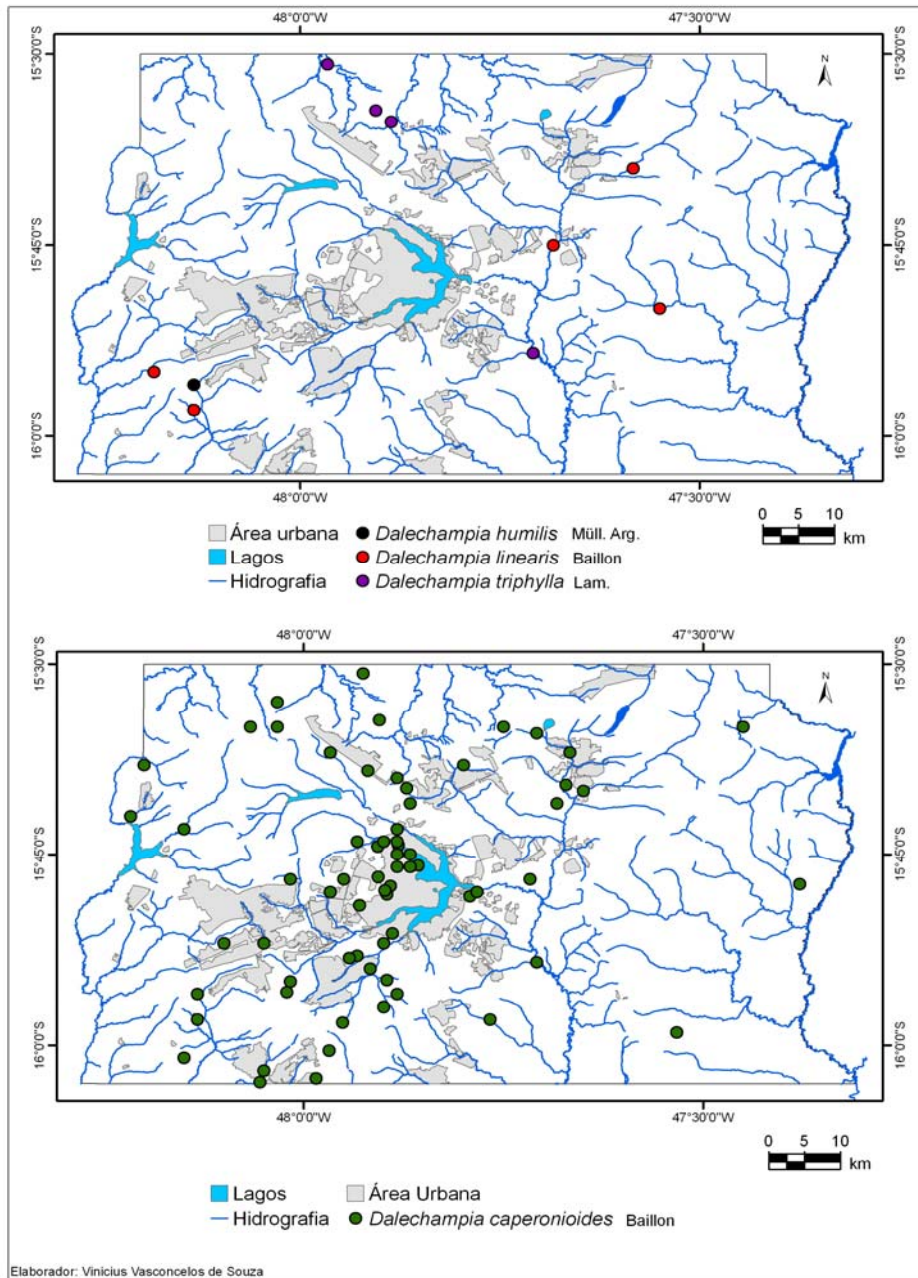 48°0'0"W 47°30'0"W
15°30'0"S 15°30'0"S
N
15°45'0"S 15°45'0"S
16°0'0"S 16°0'0"S
48°0'0"W 47°30'0"W
0 5 10
km
Área urbana Dalechampia humilis Müll. Arg.
Lagos Dalechampia linearis Baillon
Hidrografia Dalechampia triphylla Lam.
48°0'0"W 47°30'0"W
15°30'0"S 15°30'0"S
N
15°45'0"S 15°45'0"S
16°0'0"S 16°0'0"S
48°0'0"W 47°30'0"W
0 5 10
km
Lagos Área Urbana
Hidrografia Dalechampia caperonioides Baillon
Elaborador: Vinicius Vasconcelos de Souza